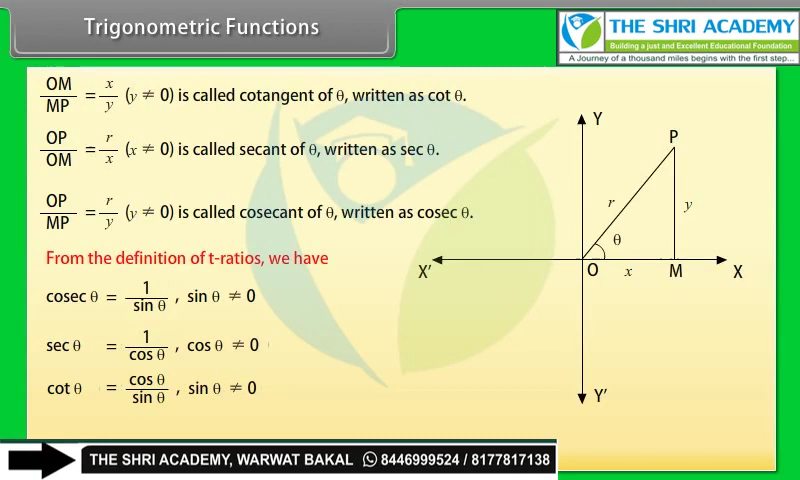 Trigonometric Functions
THE SHRI ACADEMY
Building a just and Excellent Educational Foundation
A Journey of a thousand miles begins with the first step...
OM/MP = x/y (y ≠ 0) is called cotangent of θ, written as cot θ.
OP/OM = r/x (x ≠ 0) is called secant of θ, written as sec θ.
OP/MP = r/y (y ≠ 0) is called cosecant of θ, written as cosec θ.
From the definition of t-ratios, we have
cosec θ = 1/sin θ , sin θ ≠ 0
sec θ = 1/cos θ , cos θ ≠ 0
cot θ = cos θ/sin θ , sin θ ≠ 0
Y
P
r
y
θ
X′
O
x
M
X
Y′
THE SHRI ACADEMY, WARWAT BAKAL 8446999524 / 8177817138